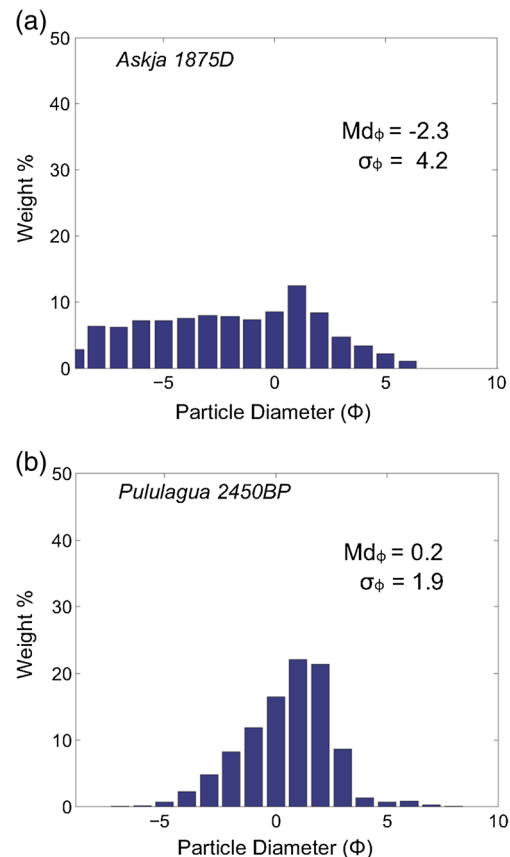 (a)
50
Askja 1875D
40
Mdϕ = -2.3
σϕ = 4.2
30
Weight %
20
10
0
−5
0
5
10
Particle Diameter (Φ)
(b)
50
Pululagua 2450BP
40
Mdϕ = 0.2
σϕ = 1.9
30
Weight %
20
10
0
−5
0
5
10
Particle Diameter (Φ)